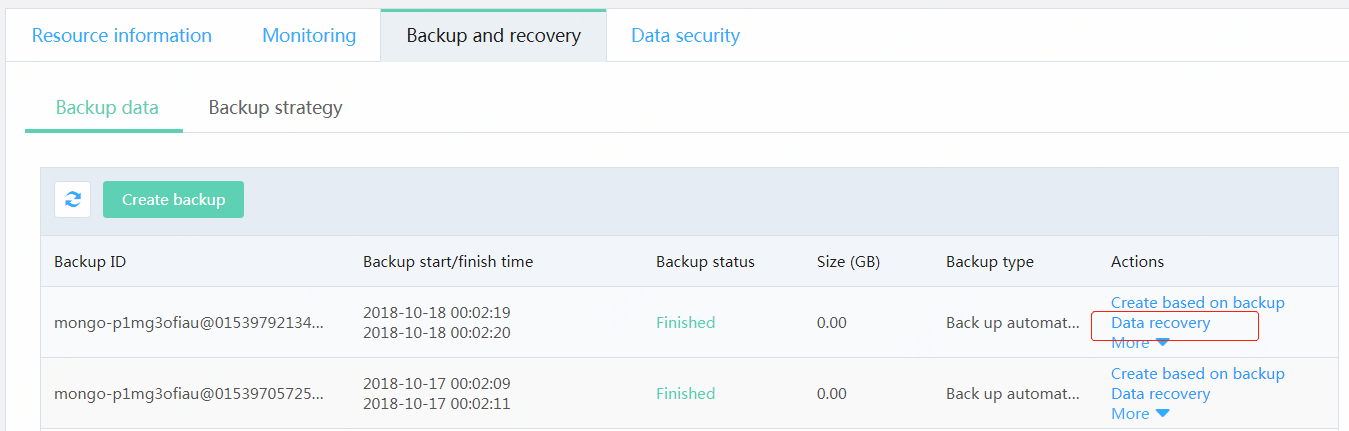 Resource information Monitoring Backup and recovery Data security
Backup data Backup strategy
Create backup
Backup ID Backup start/finish time Backup status Size (GB) Backup type Actions
mongo-p1mg3ofiau@01539792134... 2018-10-18 00:02:19 Finished 0.00 Back up automat... Create based on backup
2018-10-18 00:02:20 Data recovery
More
mongo-p1mg3ofiau@01539705725... 2018-10-17 00:02:09 Finished 0.00 Back up automat... Create based on backup
2018-10-17 00:02:11 Data recovery
More